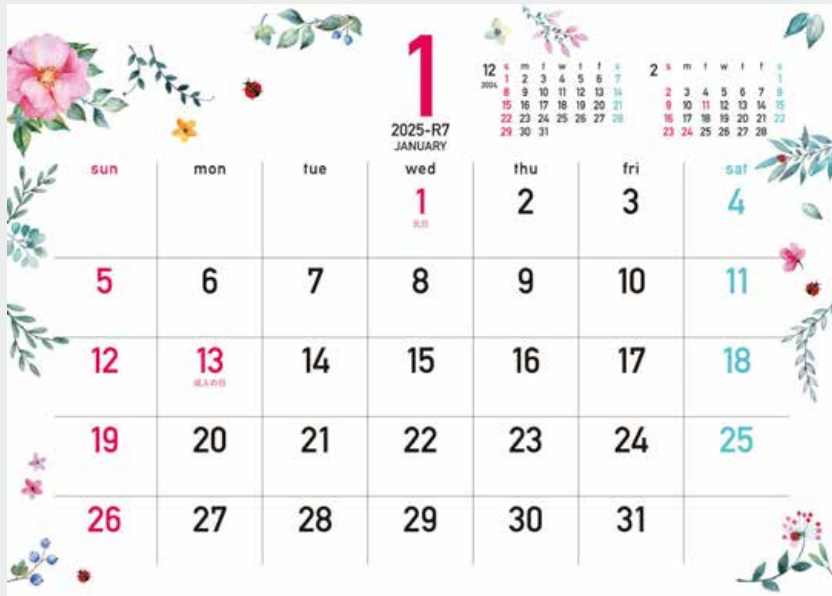 1
2025-R7
JANUARY
12
2024
s m t w t f s
1 2 3 4 5 6 7
8 9 10 11 12 13 14
15 16 17 18 19 20 21
22 23 24 25 26 27 28
29 30 31
2
s m t w t f s
1
2 3 4 5 6 7 8
9 10 11 12 13 14 15
16 17 18 19 20 21 22
23 24 25 26 27 28
sun mon tue wed thu fri sat
1 2 3 4
元日
5 6 7 8 9 10 11
12 13 14 15 16 17 18
成人の日
19 20 21 22 23 24 25
26 27 28 29 30 31